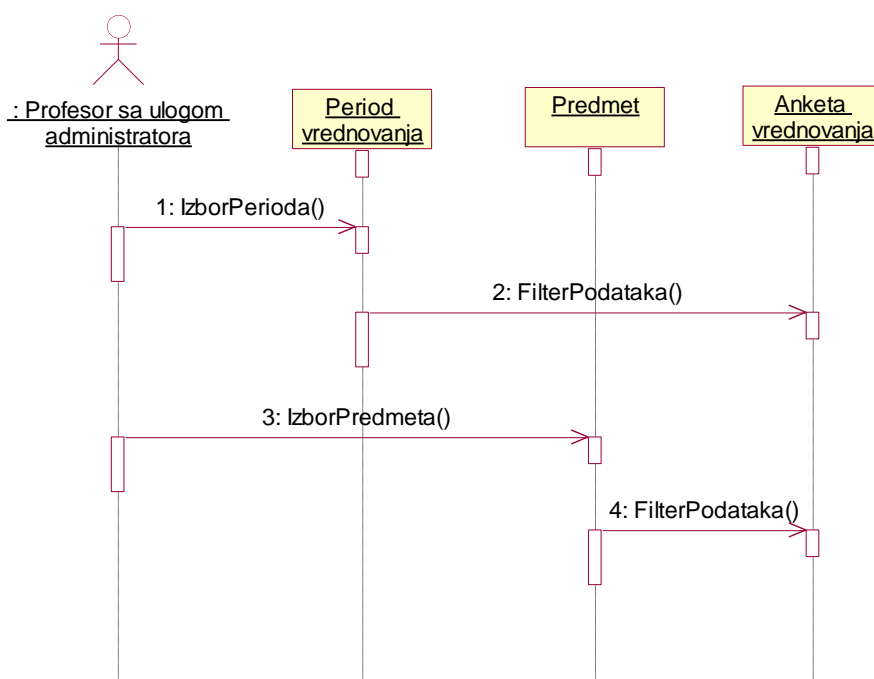 : Profesor sa ulogom
administratora
Period
vrednovanja
Predmet
Anketa
vrednovanja
1: IzborPerioda()
2: FilterPodataka()
3: IzborPredmeta()
4: FilterPodataka()